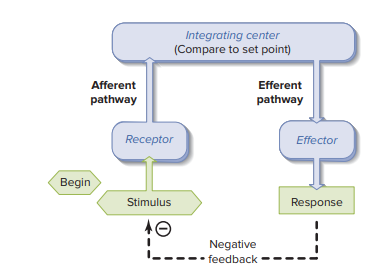 Integrating center
(Compare to set point)
Afferent
pathway
Efferent
pathway
Receptor
Effector
Begin
Stimulus
Response
−
Negative
feedback